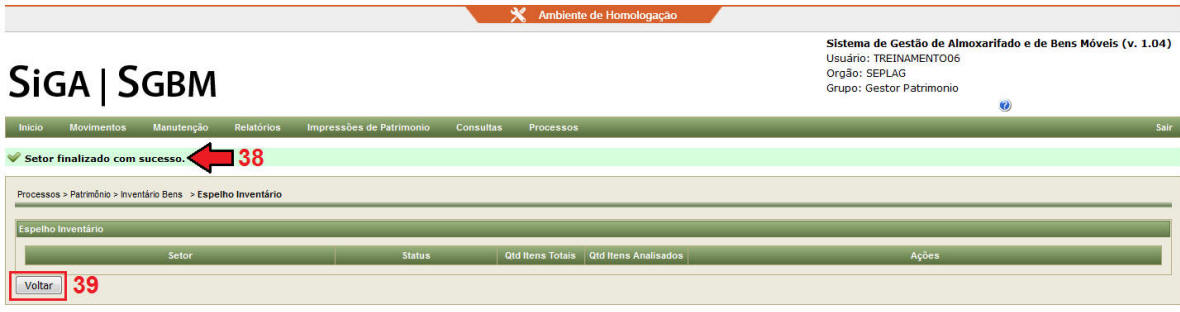 Ambiente de Homologação
Sistema de Gestão de Almoxarifado e de Bens Móveis (v. 1.04)
Usuário: TREINAMENTO06
Orgão: SEPLAG
Grupo: Gestor Patrimonio
SiGA | SGBM
?
Início Movimentos Manutenção Relatórios Impressões de Patrimonio Consultas Processos Sair
Setor finalizado com sucesso. 38
Processos > Patrimônio > Inventário Bens > Espelho Inventário
Espelho Inventário
Setor Status Qtd Itens Totais Qtd Itens Analisados Ações
Voltar 39